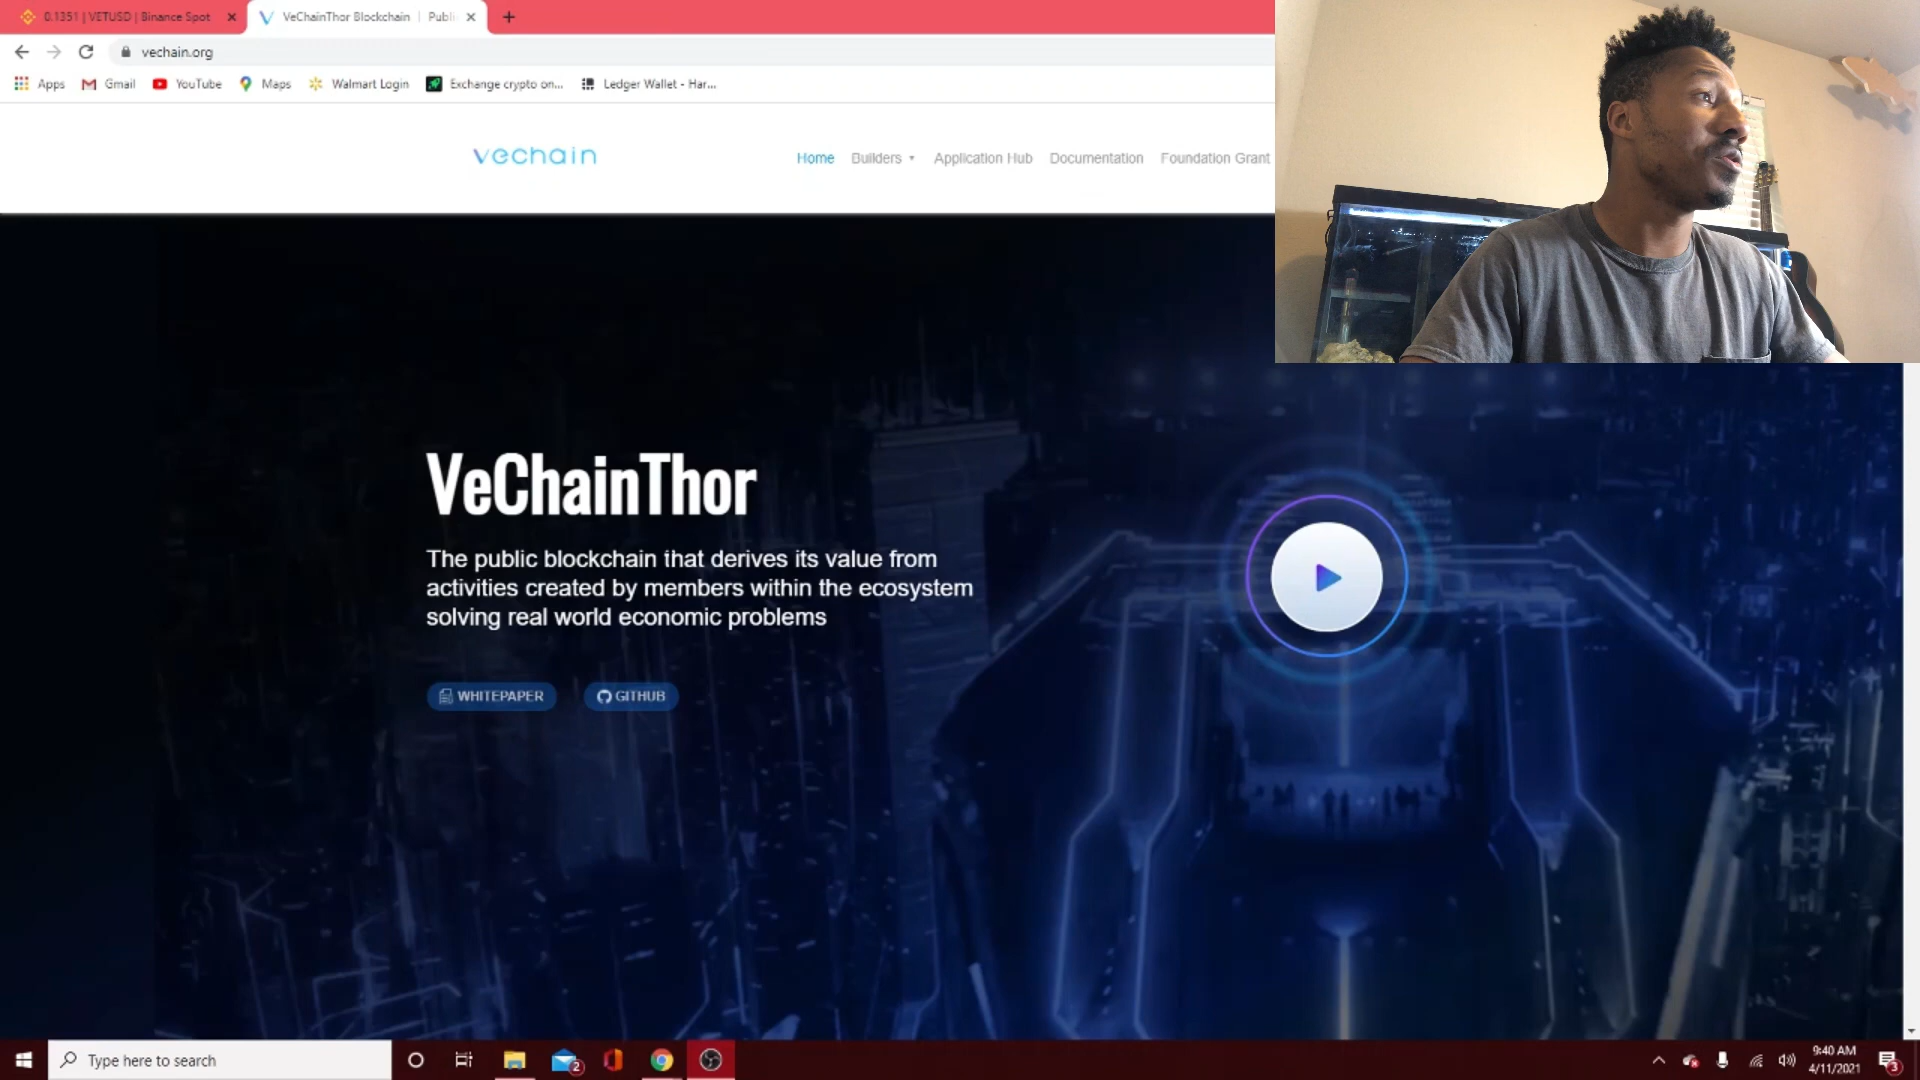 0.1351 | VETUSD | Binance Spot
VeChainThor Blockchain | Publi
vechain.org
Apps
Gmail
YouTube
Maps
Walmart Login
Exchange crypto on...
Ledger Wallet - Har...
vechain
Home
Builders
Application Hub
Documentation
Foundation Grant
VeChainThor
The public blockchain that derives its value from
activities created by members within the ecosystem
solving real world economic problems
WHITEPAPER
GITHUB
Type here to search
2
9:40 AM
4/11/2021
3